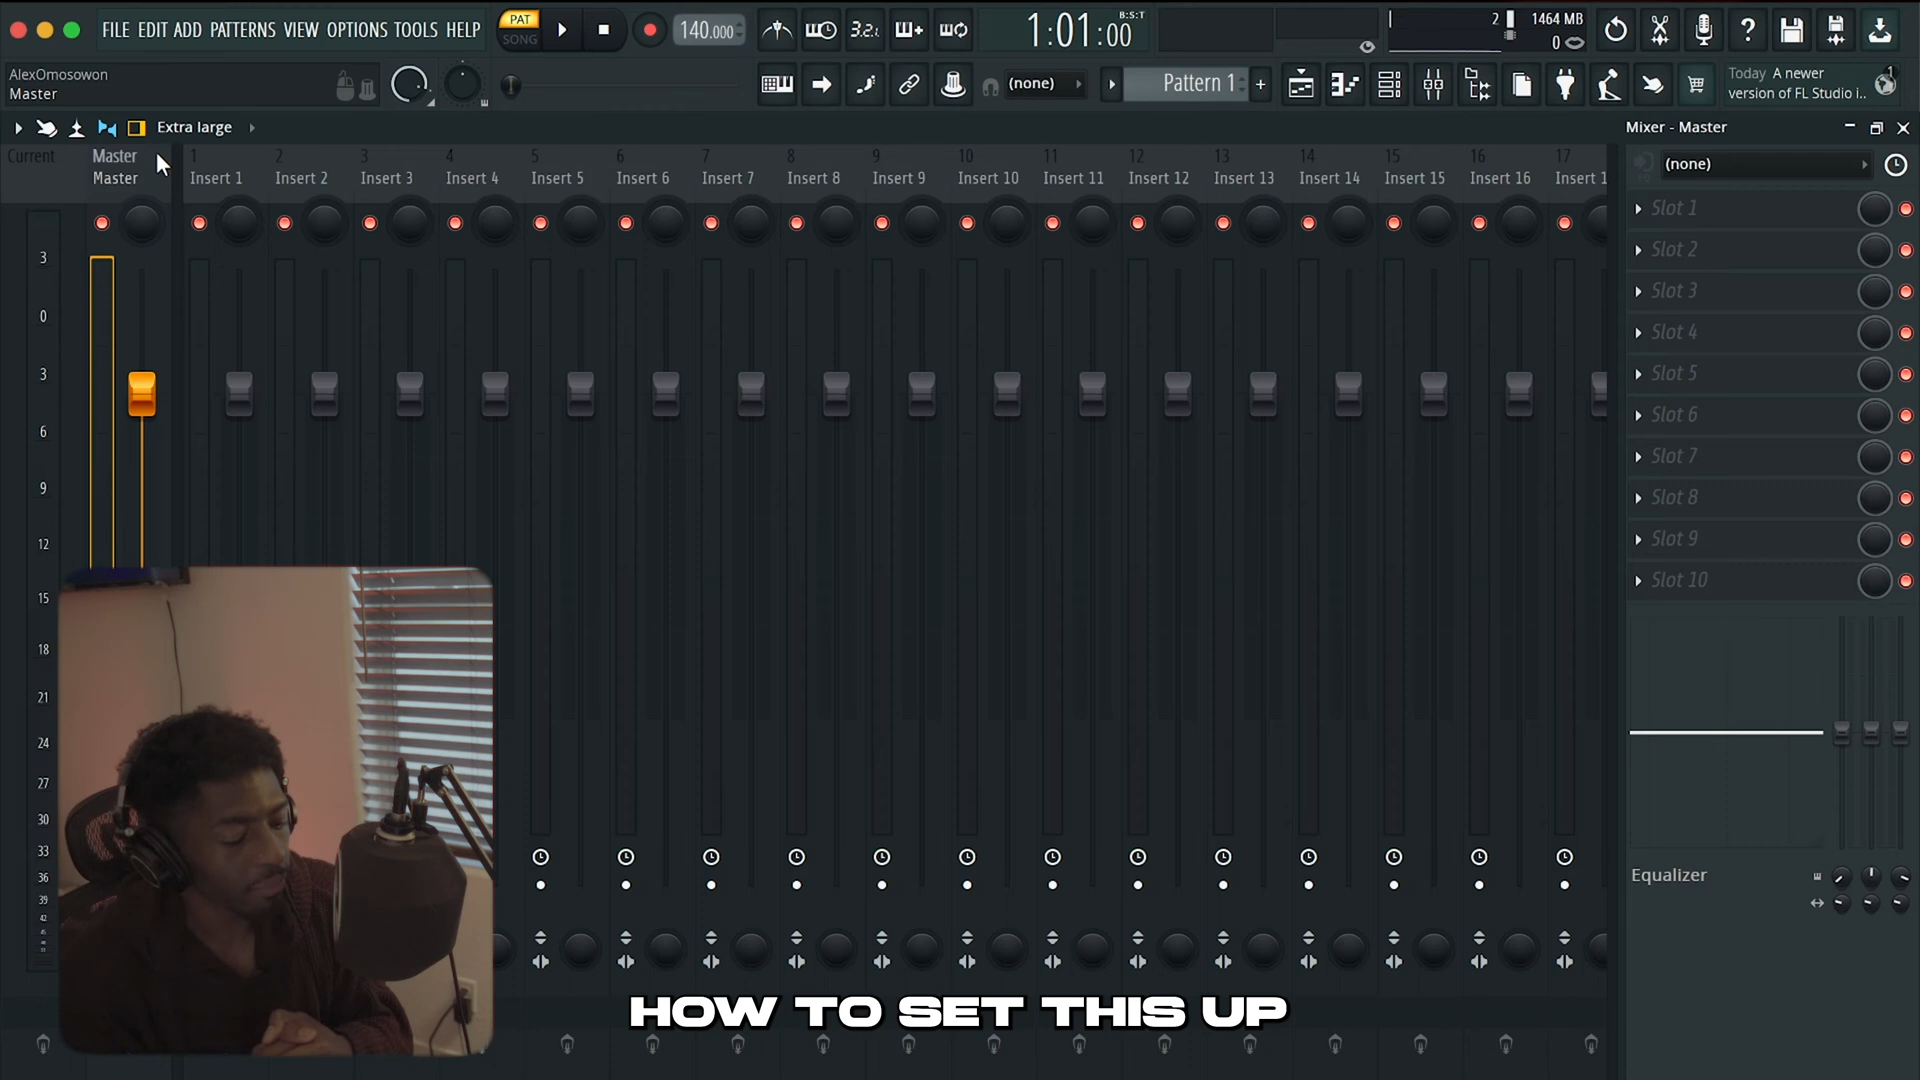 FILE EDIT ADD PATTERNS VIEW OPTIONS TOOLS HELP
PAT
SONG
140.000
3.2.
1:01:00
B:S:T
2
1464 MB
0
AlexOmosowon
Master
(none)
Pattern 1
Today A newer
version of FL Studio i..
1
Extra large
Mixer - Master
Current
Master
Master
1
Insert 1
2
Insert 2
3
Insert 3
4
Insert 4
5
Insert 5
6
Insert 6
7
Insert 7
8
Insert 8
9
Insert 9
10
Insert 10
11
Insert 11
12
Insert 12
13
Insert 13
14
Insert 14
15
Insert 15
16
Insert 16
17
Insert 1
3
0
3
6
9
12
15
18
21
24
27
30
33
36
39
42
(none)
Slot 1
Slot 2
Slot 3
Slot 4
Slot 5
Slot 6
Slot 7
Slot 8
Slot 9
Slot 10
Equalizer
HOW TO SET THIS UP